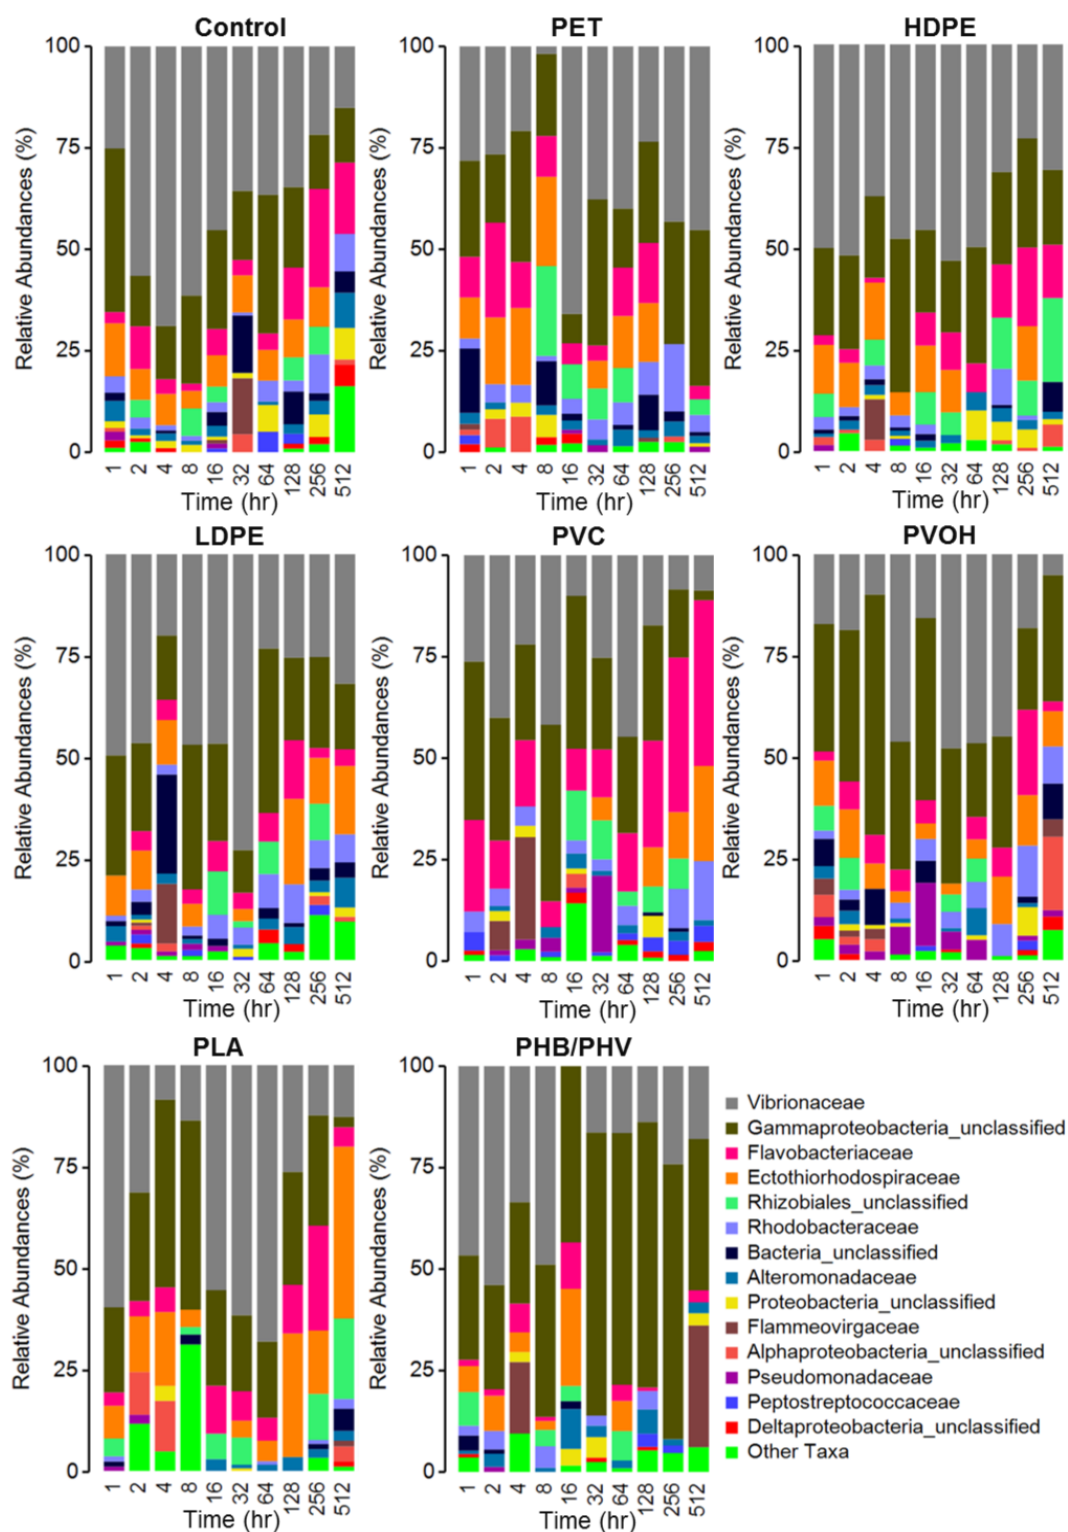 Control PET HDPE
Relative Abundances (%) Relative Abundances (%) Relative Abundances (%)
100 100 100
75 75 75
50 50 50
25 25 25
0 0 0
1 2 4 8 16 32 64 128 256 512 1 2 4 8 16 32 64 128 256 512 1 2 4 8 16 32 64 128 256 512
Time (hr) Time (hr) Time (hr)
LDPE PVC PVOH
Relative Abundances (%) Relative Abundances (%) Relative Abundances (%)
100 100 100
75 75 75
50 50 50
25 25 25
0 0 0
1 2 4 8 16 32 64 128 256 512 1 2 4 8 16 32 64 128 256 512 1 2 4 8 16 32 64 128 256 512
Time (hr) Time (hr) Time (hr)
PLA PHB/PHV
Relative Abundances (%) Relative Abundances (%)
100 100
75 75
50 50
25 25
0 0
1 2 4 8 16 32 64 128 256 512 1 2 4 8 16 32 64 128 256 512
Time (hr) Time (hr)
Vibrionaceae
Gammaproteobacteria_unclassified
Flavobacteriaceae
Ectothiorhodospiraceae
Rhizobiales_unclassified
Rhodobacteraceae
Bacteria_unclassified
Alteromonadaceae
Proteobacteria_unclassified
Flammeovirgaceae
Alphaproteobacteria_unclassified
Pseudomonadaceae
Peptostreptococcaceae
Deltaproteobacteria_unclassified
Other Taxa